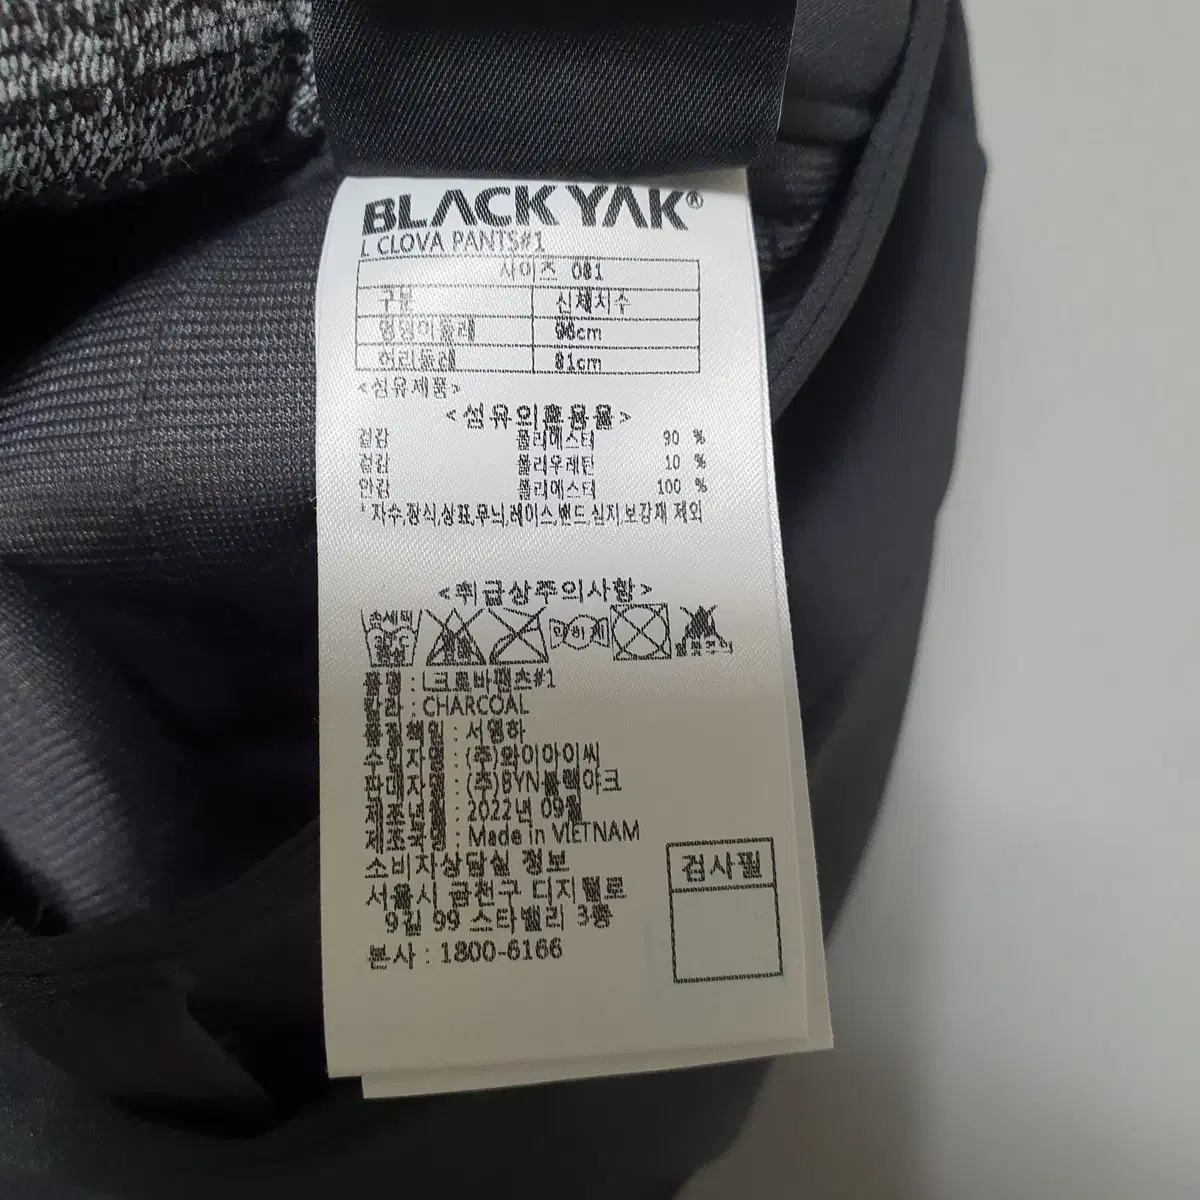 BLACKYAK®
L CLOVA PANTS#1
사이즈 081
구분 신체치수
엉덩이둘레 96cm
허리둘레 81cm
<섬유제품>
<섬유의혼용율>
겉감 폴리에스터 90 %
겉감 폴리우레탄 10 %
안감 폴리에스터 100 %
*자수,장식,상표,무늬,레이스,밴드,심지,보강재 제외
<취급상주의사항>
손세탁
약하게
품명 : L크로바팬츠#1
칼라 : CHARCOAL
품질책임 : 서영하
수입자명 : (주)와이아이씨
판매자명 : (주)BYN블랙야크
제조년월 : 2022년 09월
제조국명 : Made in VIETNAM
소비자상담실 정보
서울시 금천구 디지털로
9길 99 스타밸리 3층
본사 : 1800-6166
검사필